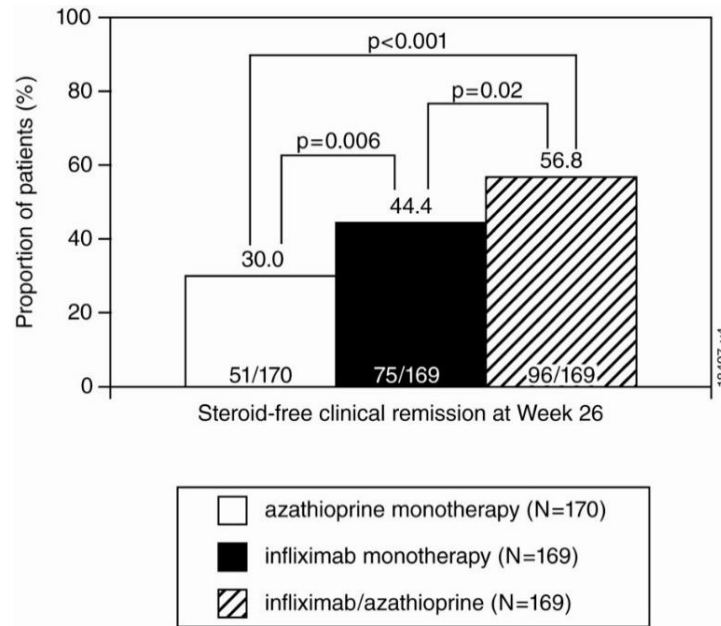 100
80
60
40
20
0
Proportion of patients (%)
p<0.001
p=0.02
p=0.006
56.8
44.4
30.0
51/170
75/169
96/169
Steroid-free clinical remission at Week 26
azathioprine monotherapy (N=170)
infliximab monotherapy (N=169)
infliximab/azathioprine (N=169)